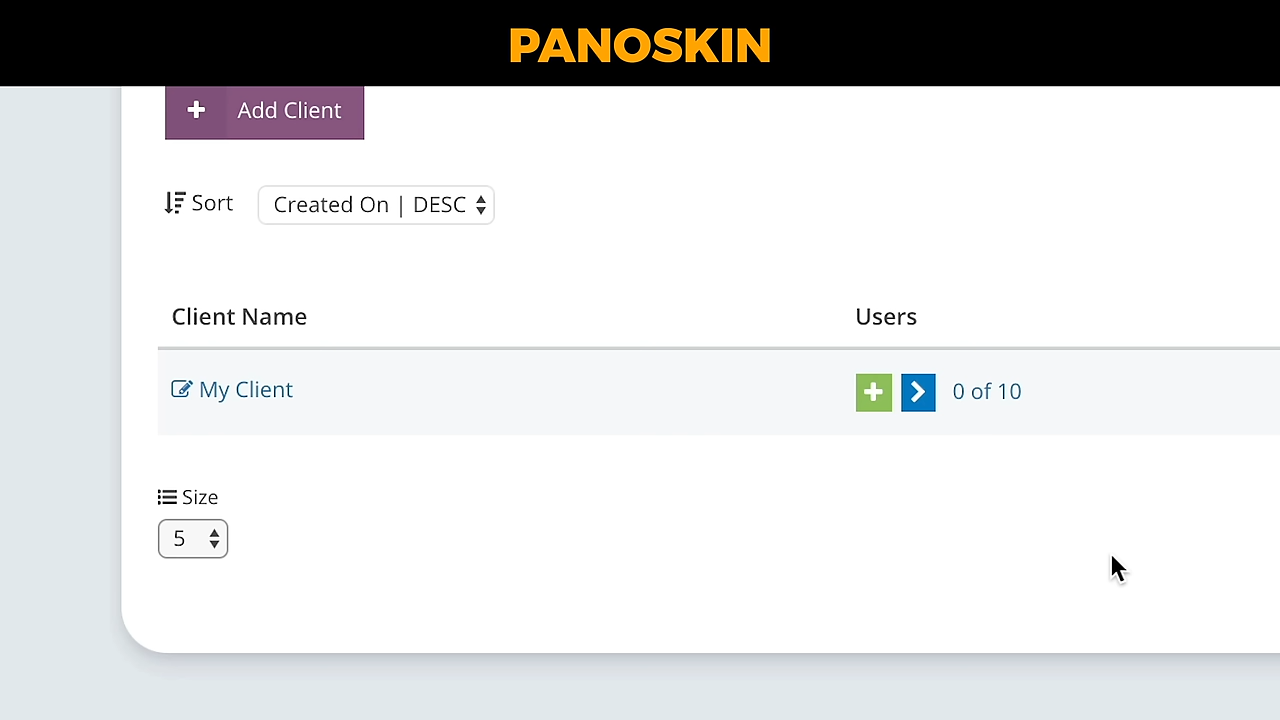 PANOSKIN
Add Client
Sort Created On | DESC
Client Name Users
My Client 0 of 10
Size
5